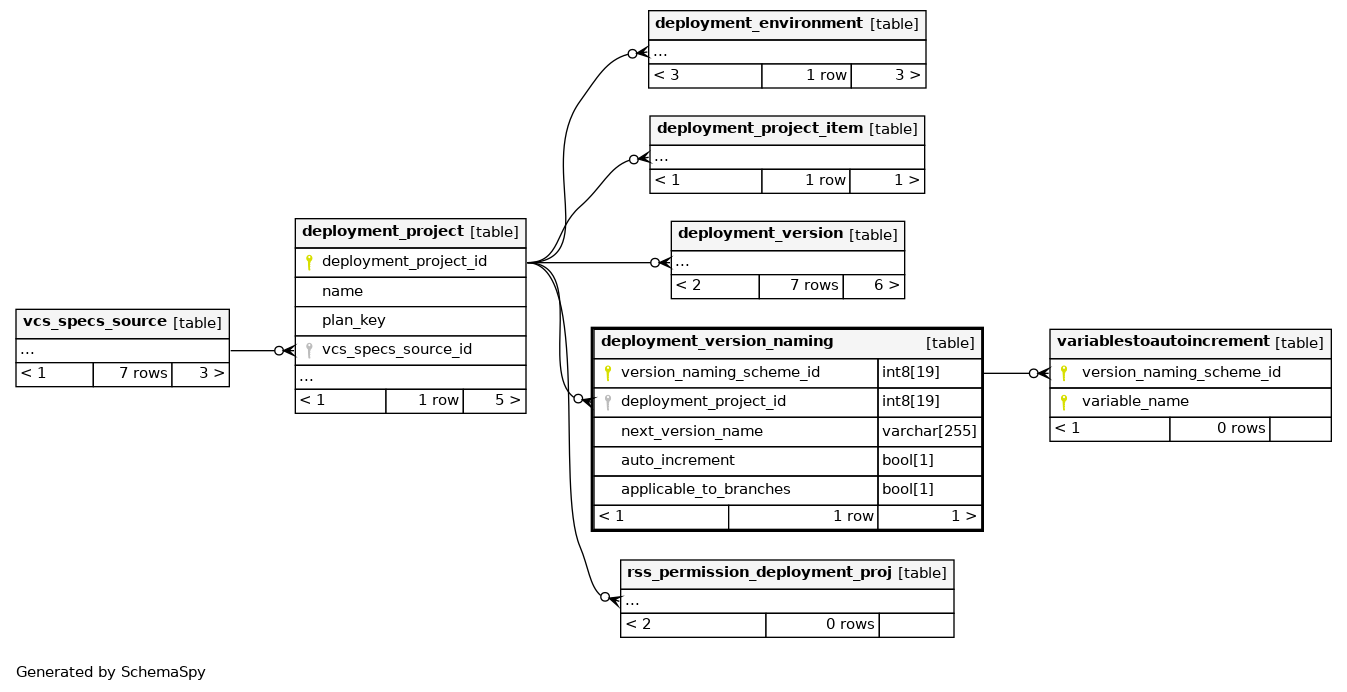 deployment_environment [table]
...
< 3 1 row 3 >
deployment_project_item [table]
...
< 1 1 row 1 >
deployment_version [table]
...
< 2 7 rows 6 >
deployment_project [table]
deployment_project_id
name
plan_key
vcs_specs_source_id
...
< 1 1 row 5 >
vcs_specs_source [table]
...
< 1 7 rows 3 >
deployment_version_naming [table]
version_naming_scheme_id int8[19]
deployment_project_id int8[19]
next_version_name varchar[255]
auto_increment bool[1]
applicable_to_branches bool[1]
< 1 1 row 1 >
variablestoautoincrement [table]
version_naming_scheme_id
variable_name
< 1 0 rows
rss_permission_deployment_proj [table]
...
< 2 0 rows
Generated by SchemaSpy